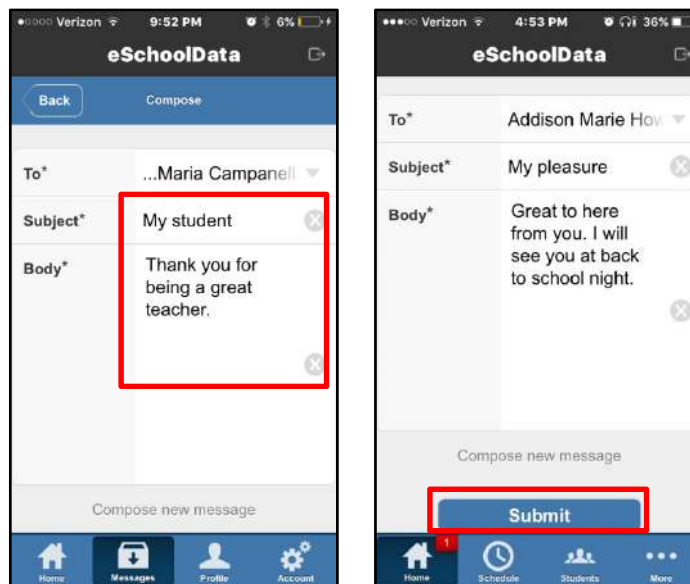 Verizon 9:52 PM 6%
eSchoolData
Back Compose
To* ...Maria Campanell
Subject* My student
Body* Thank you for
being a great
teacher.
Compose new message
Home Messages Profile Account
Verizon 4:53 PM 36%
eSchoolData
To* Addison Marie How
Subject* My pleasure
Body* Great to here
from you. I will
see you at back
to school night.
Compose new message
Submit
1
Home Schedule Students More